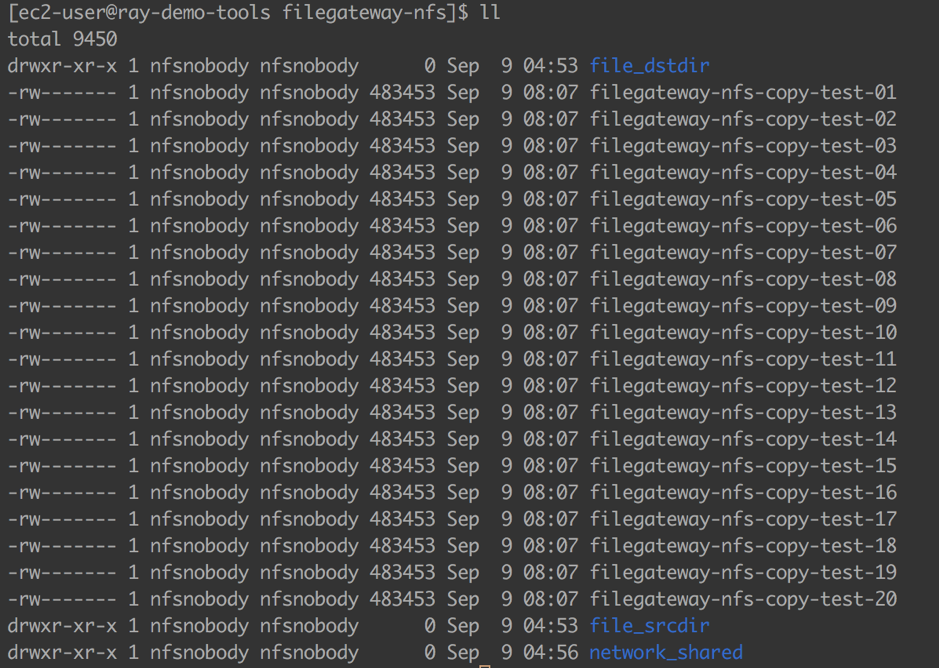 [ec2-user@ray-demo-tools filegateway-nfs]$ ll
total 9450
drwxr-xr-x 1 nfsnobody nfsnobody      0 Sep  9 04:53 file_dstdir
-rw------- 1 nfsnobody nfsnobody 483453 Sep  9 08:07 filegateway-nfs-copy-test-01
-rw------- 1 nfsnobody nfsnobody 483453 Sep  9 08:07 filegateway-nfs-copy-test-02
-rw------- 1 nfsnobody nfsnobody 483453 Sep  9 08:07 filegateway-nfs-copy-test-03
-rw------- 1 nfsnobody nfsnobody 483453 Sep  9 08:07 filegateway-nfs-copy-test-04
-rw------- 1 nfsnobody nfsnobody 483453 Sep  9 08:07 filegateway-nfs-copy-test-05
-rw------- 1 nfsnobody nfsnobody 483453 Sep  9 08:07 filegateway-nfs-copy-test-06
-rw------- 1 nfsnobody nfsnobody 483453 Sep  9 08:07 filegateway-nfs-copy-test-07
-rw------- 1 nfsnobody nfsnobody 483453 Sep  9 08:07 filegateway-nfs-copy-test-08
-rw------- 1 nfsnobody nfsnobody 483453 Sep  9 08:07 filegateway-nfs-copy-test-09
-rw------- 1 nfsnobody nfsnobody 483453 Sep  9 08:07 filegateway-nfs-copy-test-10
-rw------- 1 nfsnobody nfsnobody 483453 Sep  9 08:07 filegateway-nfs-copy-test-11
-rw------- 1 nfsnobody nfsnobody 483453 Sep  9 08:07 filegateway-nfs-copy-test-12
-rw------- 1 nfsnobody nfsnobody 483453 Sep  9 08:07 filegateway-nfs-copy-test-13
-rw------- 1 nfsnobody nfsnobody 483453 Sep  9 08:07 filegateway-nfs-copy-test-14
-rw------- 1 nfsnobody nfsnobody 483453 Sep  9 08:07 filegateway-nfs-copy-test-15
-rw------- 1 nfsnobody nfsnobody 483453 Sep  9 08:07 filegateway-nfs-copy-test-16
-rw------- 1 nfsnobody nfsnobody 483453 Sep  9 08:07 filegateway-nfs-copy-test-17
-rw------- 1 nfsnobody nfsnobody 483453 Sep  9 08:07 filegateway-nfs-copy-test-18
-rw------- 1 nfsnobody nfsnobody 483453 Sep  9 08:07 filegateway-nfs-copy-test-19
-rw------- 1 nfsnobody nfsnobody 483453 Sep  9 08:07 filegateway-nfs-copy-test-20
drwxr-xr-x 1 nfsnobody nfsnobody      0 Sep  9 04:53 file_srcdir
drwxr-xr-x 1 nfsnobody nfsnobody      0 Sep  9 04:56 network_shared